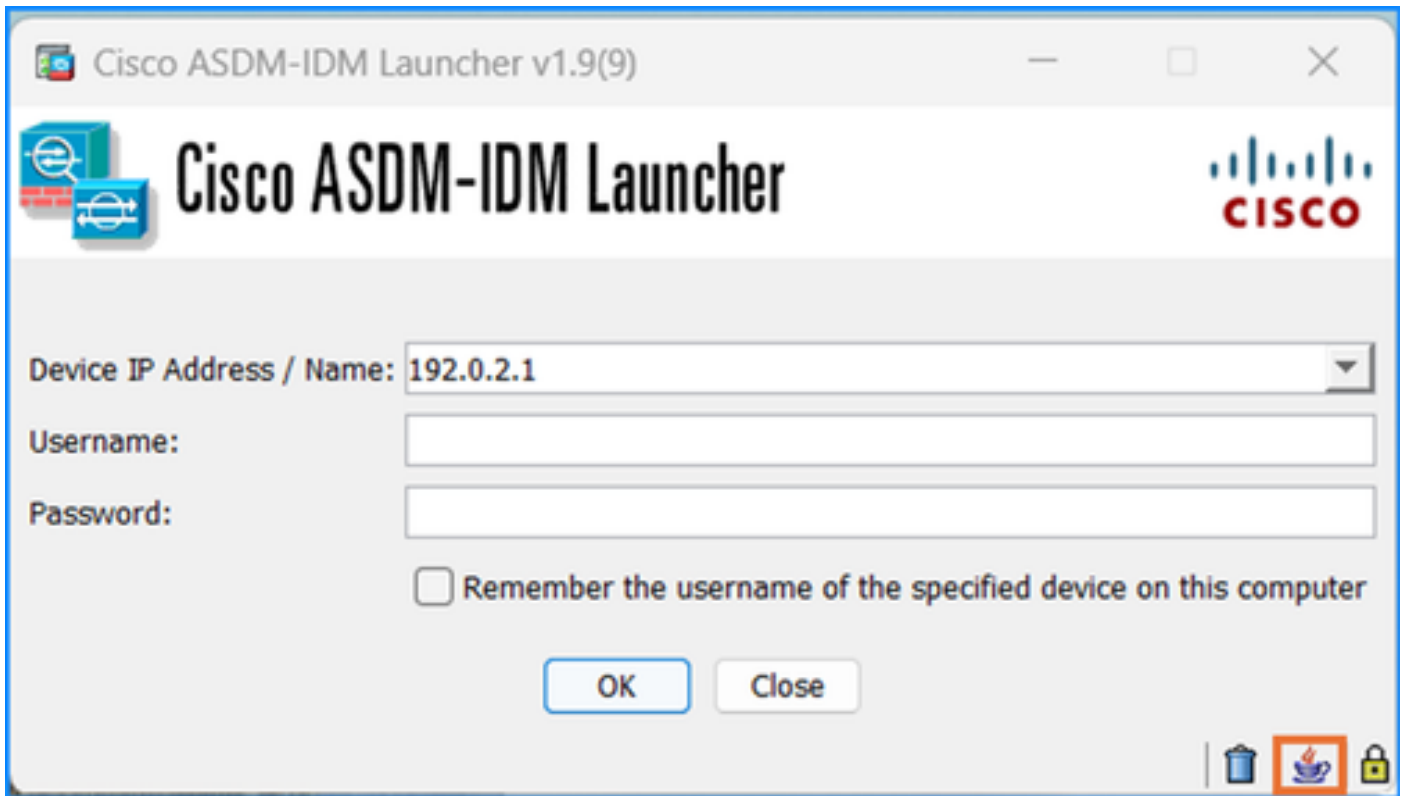 Cisco ASDM-IDM Launcher v1.9(9)
Cisco ASDM-IDM Launcher
CISCO
Device IP Address / Name: 192.0.2.1
Username:
Password:
Remember the username of the specified device on this computer
OK Close